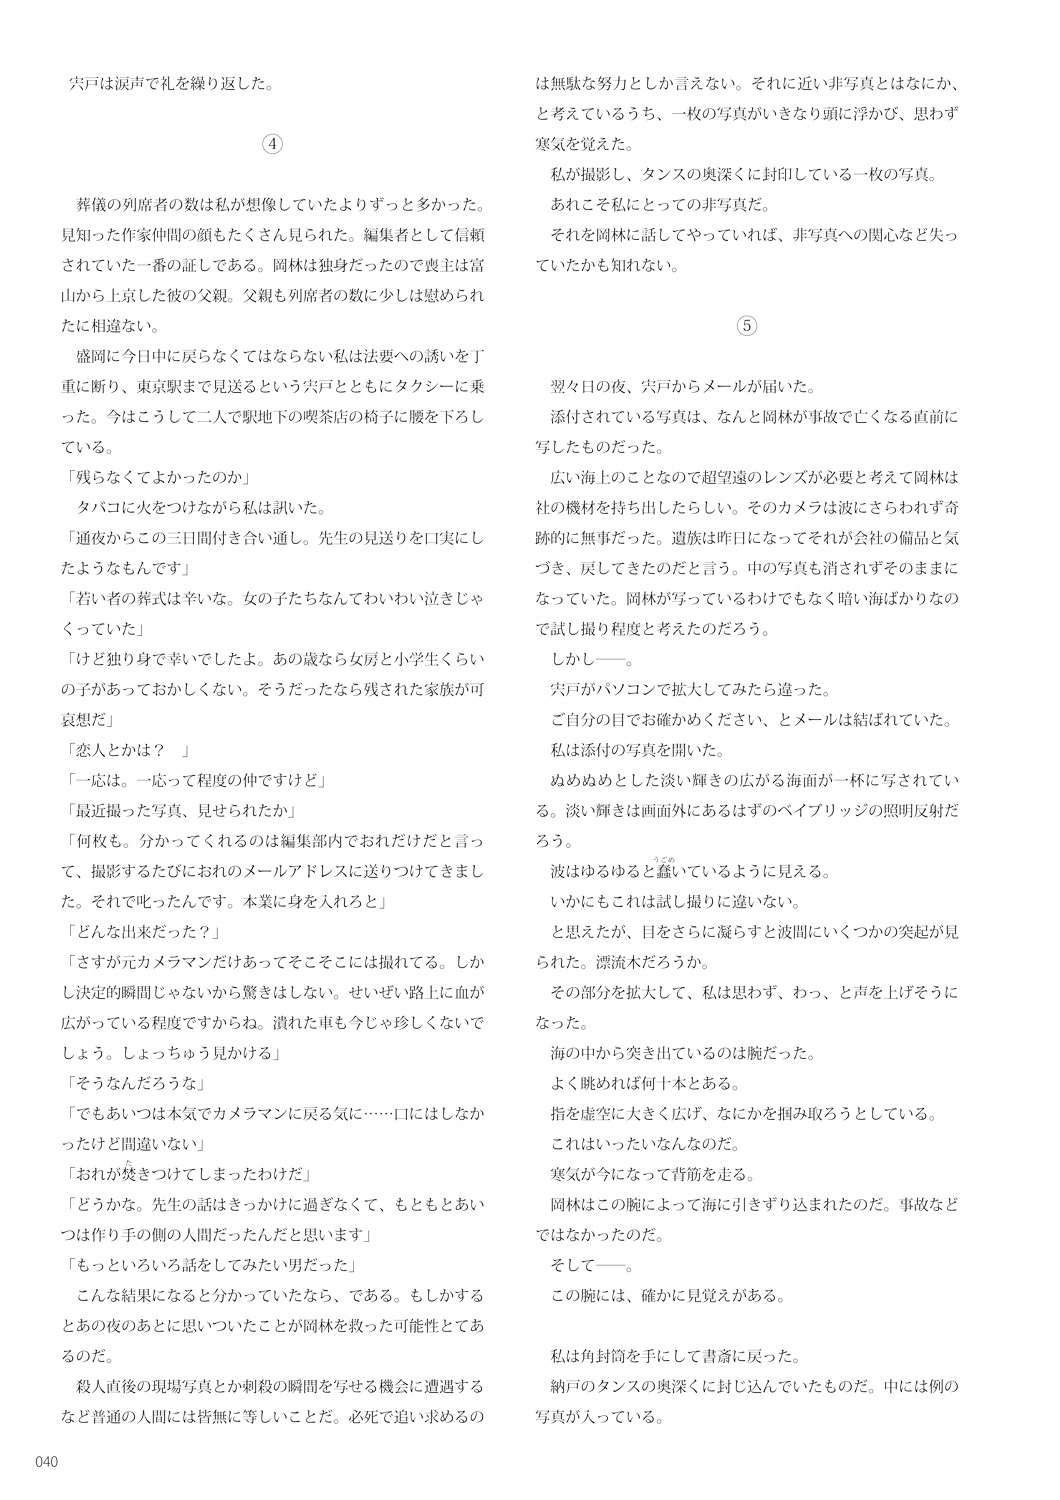 宍戸は涙声で礼を繰り返した。
④
葬儀の列席者の数は私が想像していたよりずっと多かった。
見知った作家仲間の顔もたくさん見られた。編集者として信頼
されていた一番の証しである。岡林は独身だったので喪主は富
山から上京した彼の父親。父親も列席者の数に少しは慰められ
たに相違ない。
盛岡に今日中に戻らなくてはならない私は法要への誘いを丁
重に断り、東京駅まで見送るという宍戸とともにタクシーに乗
った。今はこうして二人で駅地下の喫茶店の椅子に腰を下ろし
ている。
「残らなくてよかったのか」
タバコに火をつけながら私は訊いた。
「通夜からこの三日間付き合い通し。先生の見送りを口実にし
たようなもんです」
「若い者の葬式は辛いな。女の子たちなんてわいわい泣きじゃ
くっていた」
「けど独り身で幸いでしたよ。あの歳なら女房と小学生くらい
の子があっておかしくない。そうだったなら残された家族が可
哀想だ」
「恋人とかは？　」
「一応は。一応って程度の仲ですけど」
「最近撮った写真、見せられたか」
「何枚も。分かってくれるのは編集部内でおれだけだと言っ
て、撮影するたびにおれのメールアドレスに送りつけてきまし
た。それで叱ったんです。本業に身を入れろと」
「どんな出来だった？」
「さすが元カメラマンだけあってそこそこには撮れてる。しか
し決定的瞬間じゃないから驚きはしない。せいぜい路上に血が
広がっている程度ですからね。潰れた車も今じゃ珍しくないで
しょう。しょっちゅう見かける」
「そうなんだろうな」
「でもあいつは本気でカメラマンに戻る気に……口にはしなか
ったけど間違いない」
「おれが焚きつけてしまったわけだ」
「どうかな。先生の話はきっかけに過ぎなくて、もともとあい
つは作り手の側の人間だったんだと思います」
「もっといろいろ話をしてみたい男だった」
こんな結果になると分かっていたなら、である。もしかする
とあの夜のあとに思いついたことが岡林を救った可能性とてあ
るのだ。
殺人直後の現場写真とか刺殺の瞬間を写せる機会に遭遇する
など普通の人間には皆無に等しいことだ。必死で追い求めるの
は無駄な努力としか言えない。それに近い非写真とはなにか、
と考えているうち、一枚の写真がいきなり頭に浮かび、思わず
寒気を覚えた。
私が撮影し、タンスの奥深くに封印している一枚の写真。
あれこそ私にとっての非写真だ。
それを岡林に話してやっていれば、非写真への関心など失っ
ていたかも知れない。
⑤
翌々日の夜、宍戸からメールが届いた。
添付されている写真は、なんと岡林が事故で亡くなる直前に
写したものだった。
広い海上のことなので超望遠のレンズが必要と考えて岡林は
社の機材を持ち出したらしい。そのカメラは波にさらわれず奇
跡的に無事だった。遺族は昨日になってそれが会社の備品と気
づき、戻してきたのだと言う。中の写真も消されずそのままに
なっていた。岡林が写っているわけでもなく暗い海ばかりなの
で試し撮り程度と考えたのだろう。
しかし――。
宍戸がパソコンで拡大してみたら違った。
ご自分の目でお確かめください、とメールは結ばれていた。
私は添付の写真を開いた。
ぬめぬめとした淡い輝きの広がる海面が一杯に写されてい
る。淡い輝きは画面外にあるはずのベイブリッジの照明反射だ
ろう。
波はゆるゆると蠢いているように見える。
いかにもこれは試し撮りに違いない。
と思えたが、目をさらに凝らすと波間にいくつかの突起が見
られた。漂流木だろうか。
その部分を拡大して、私は思わず、わっ、と声を上げそうに
なった。
海の中から突き出ているのは腕だった。
よく眺めれば何十本とある。
指を虚空に大きく広げ、なにかを掴み取ろうとしている。
これはいったいなんなのだ。
寒気が今になって背筋を走る。
岡林はこの腕によって海に引きずり込まれたのだ。事故など
ではなかったのだ。
そして――。
この腕には、確かに見覚えがある。
私は角封筒を手にして書斎に戻った。
納戸のタンスの奥深くに封じ込んでいたものだ。中には例の
写真が入っている。
040